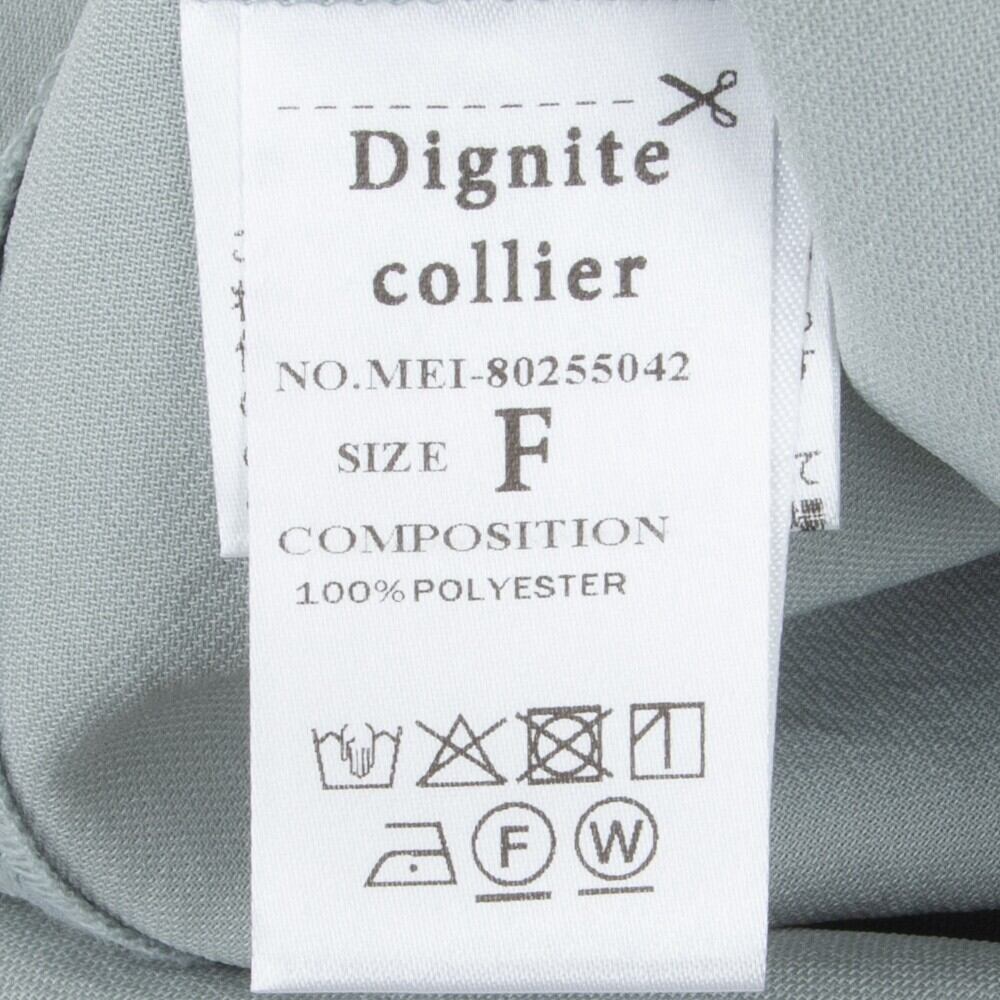 Dignite
collier
NO.MEI-80255042
SIZE F
COMPOSITION
100% POLYESTER
F W